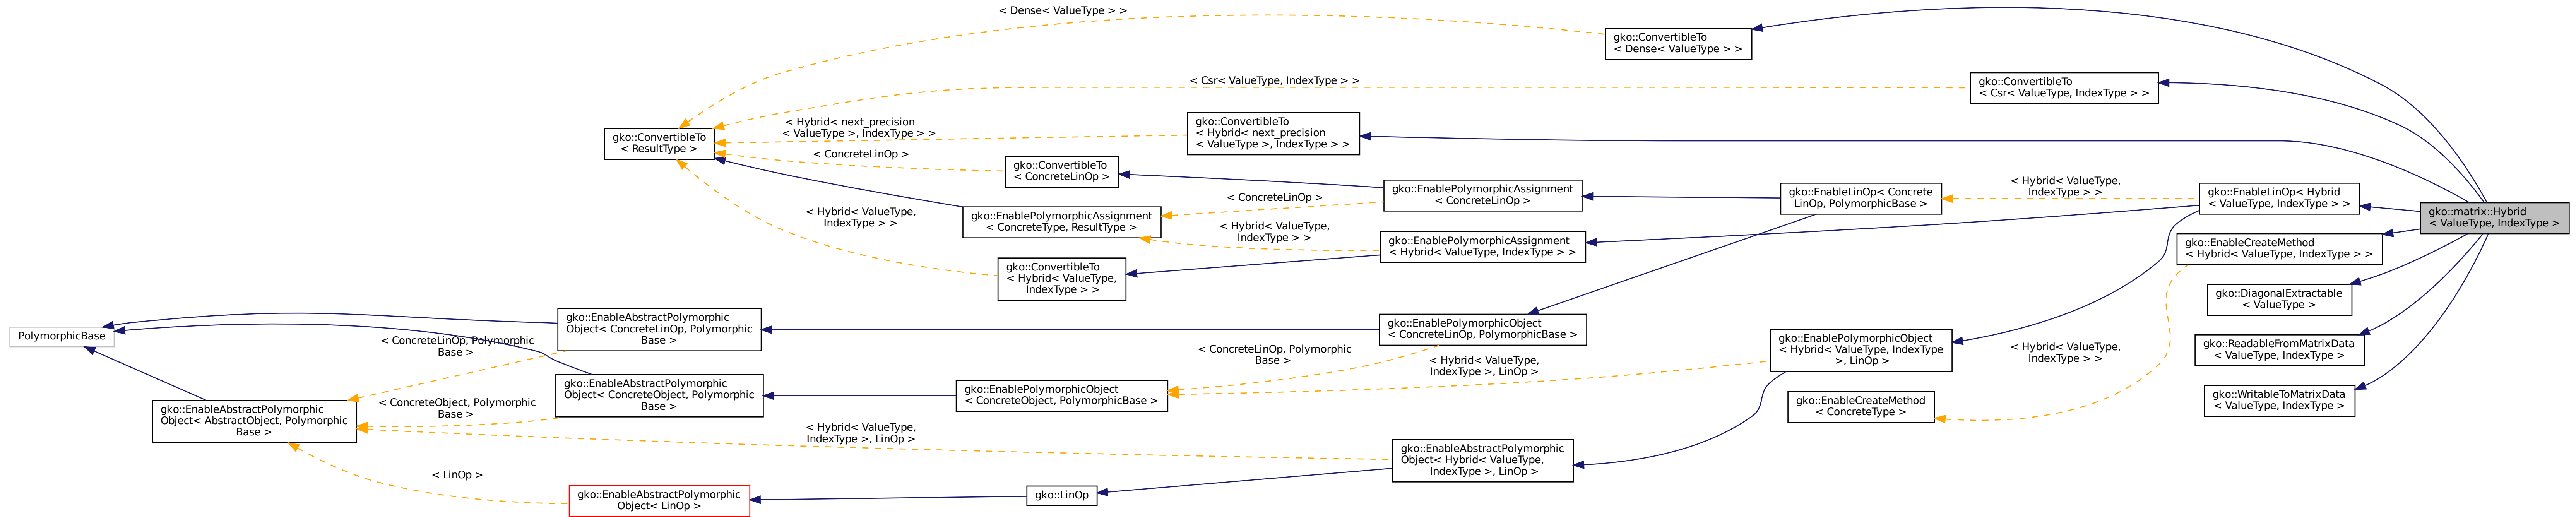 < Dense< ValueType > >
gko::ConvertibleTo
< Dense< ValueType > >
< Csr< ValueType, IndexType > >
gko::ConvertibleTo
< Csr< ValueType, IndexType > >
gko::ConvertibleTo
< ResultType >
< Hybrid< next_precision
< ValueType >, IndexType > >
gko::ConvertibleTo
< Hybrid< next_precision
< ValueType >, IndexType > >
< ConcreteLinOp >
gko::ConvertibleTo
< ConcreteLinOp >
gko::EnablePolymorphicAssignment
< ConcreteLinOp >
gko::EnableLinOp< Concrete
LinOp, PolymorphicBase >
< Hybrid< ValueType,
IndexType > >
gko::EnableLinOp< Hybrid
< ValueType, IndexType > >
gko::matrix::Hybrid
< ValueType, IndexType >
< Hybrid< ValueType,
IndexType > >
gko::EnablePolymorphicAssignment
< ConcreteType, ResultType >
< ConcreteLinOp >
< Hybrid< ValueType,
IndexType > >
gko::EnablePolymorphicAssignment
< Hybrid< ValueType, IndexType > >
gko::EnableCreateMethod
< Hybrid< ValueType, IndexType > >
gko::ConvertibleTo
< Hybrid< ValueType,
IndexType > >
gko::DiagonalExtractable
< ValueType >
PolymorphicBase
gko::EnableAbstractPolymorphic
Object< ConcreteLinOp, Polymorphic
Base >
gko::EnablePolymorphicObject
< ConcreteLinOp, PolymorphicBase >
gko::EnablePolymorphicObject
< Hybrid< ValueType, IndexType
>, LinOp >
< Hybrid< ValueType,
IndexType > >
gko::ReadableFromMatrixData
< ValueType, IndexType >
< ConcreteLinOp, Polymorphic
Base >
< ConcreteLinOp, Polymorphic
Base >
< Hybrid< ValueType,
IndexType >, LinOp >
gko::EnableAbstractPolymorphic
Object< ConcreteObject, Polymorphic
Base >
gko::EnablePolymorphicObject
< ConcreteObject, PolymorphicBase >
gko::EnableCreateMethod
< ConcreteType >
gko::WritableToMatrixData
< ValueType, IndexType >
gko::EnableAbstractPolymorphic
Object< AbstractObject, Polymorphic
Base >
< ConcreteObject, Polymorphic
Base >
< Hybrid< ValueType,
IndexType >, LinOp >
gko::EnableAbstractPolymorphic
Object< Hybrid< ValueType,
IndexType >, LinOp >
< LinOp >
gko::EnableAbstractPolymorphic
Object< LinOp >
gko::LinOp